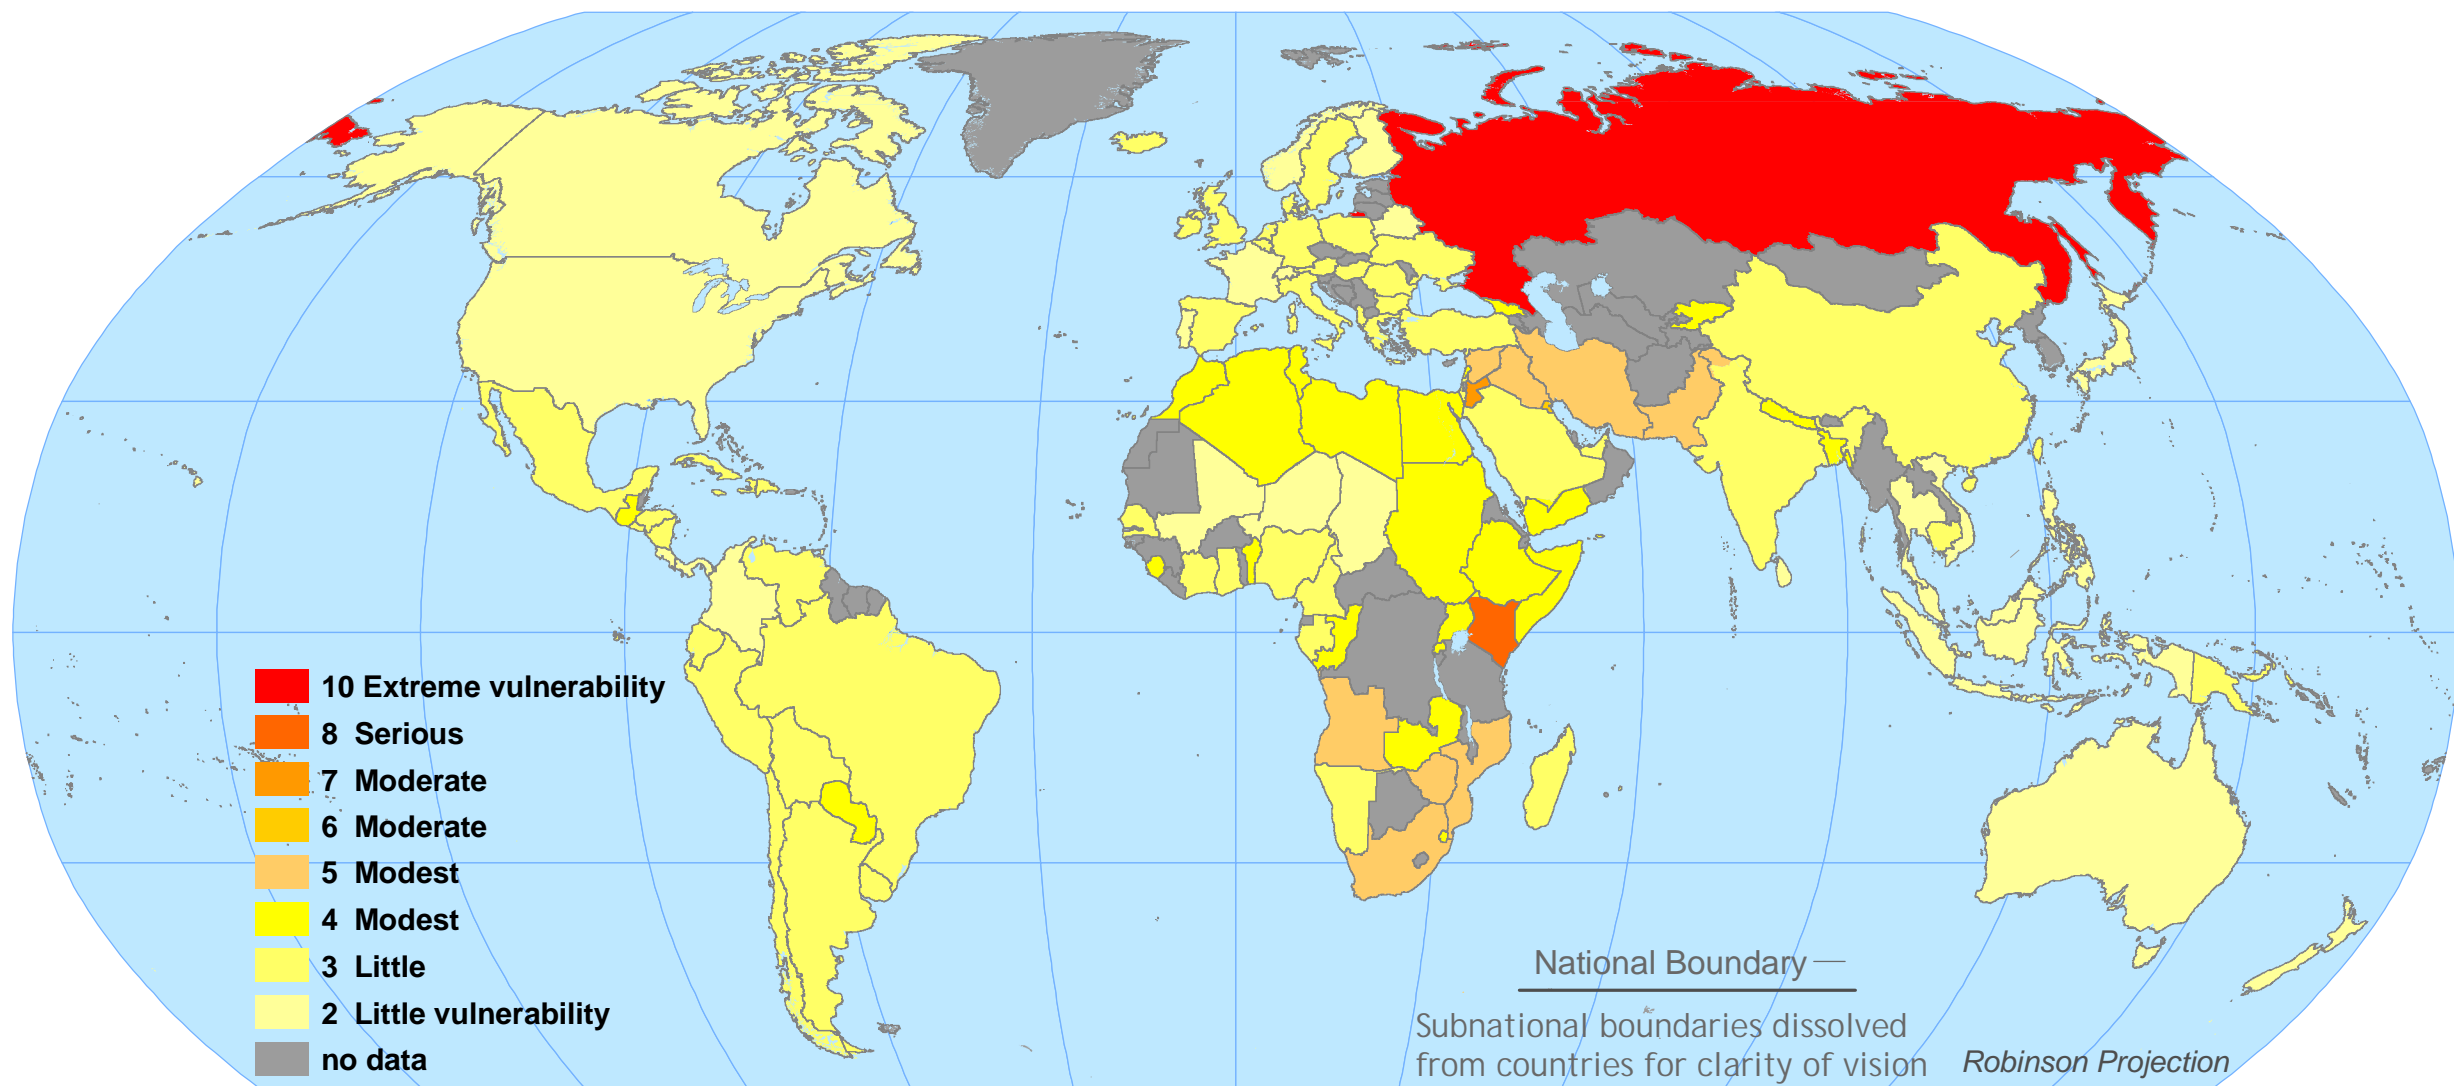 10 Extreme vulnerability
8 Serious
7 Moderate
6 Moderate
5 Modest
4 Modest
3 Little
2 Little vulnerability
no data
National Boundary
Subnational boundaries dissolved
from countries for clarity of vision
Robinson Projection